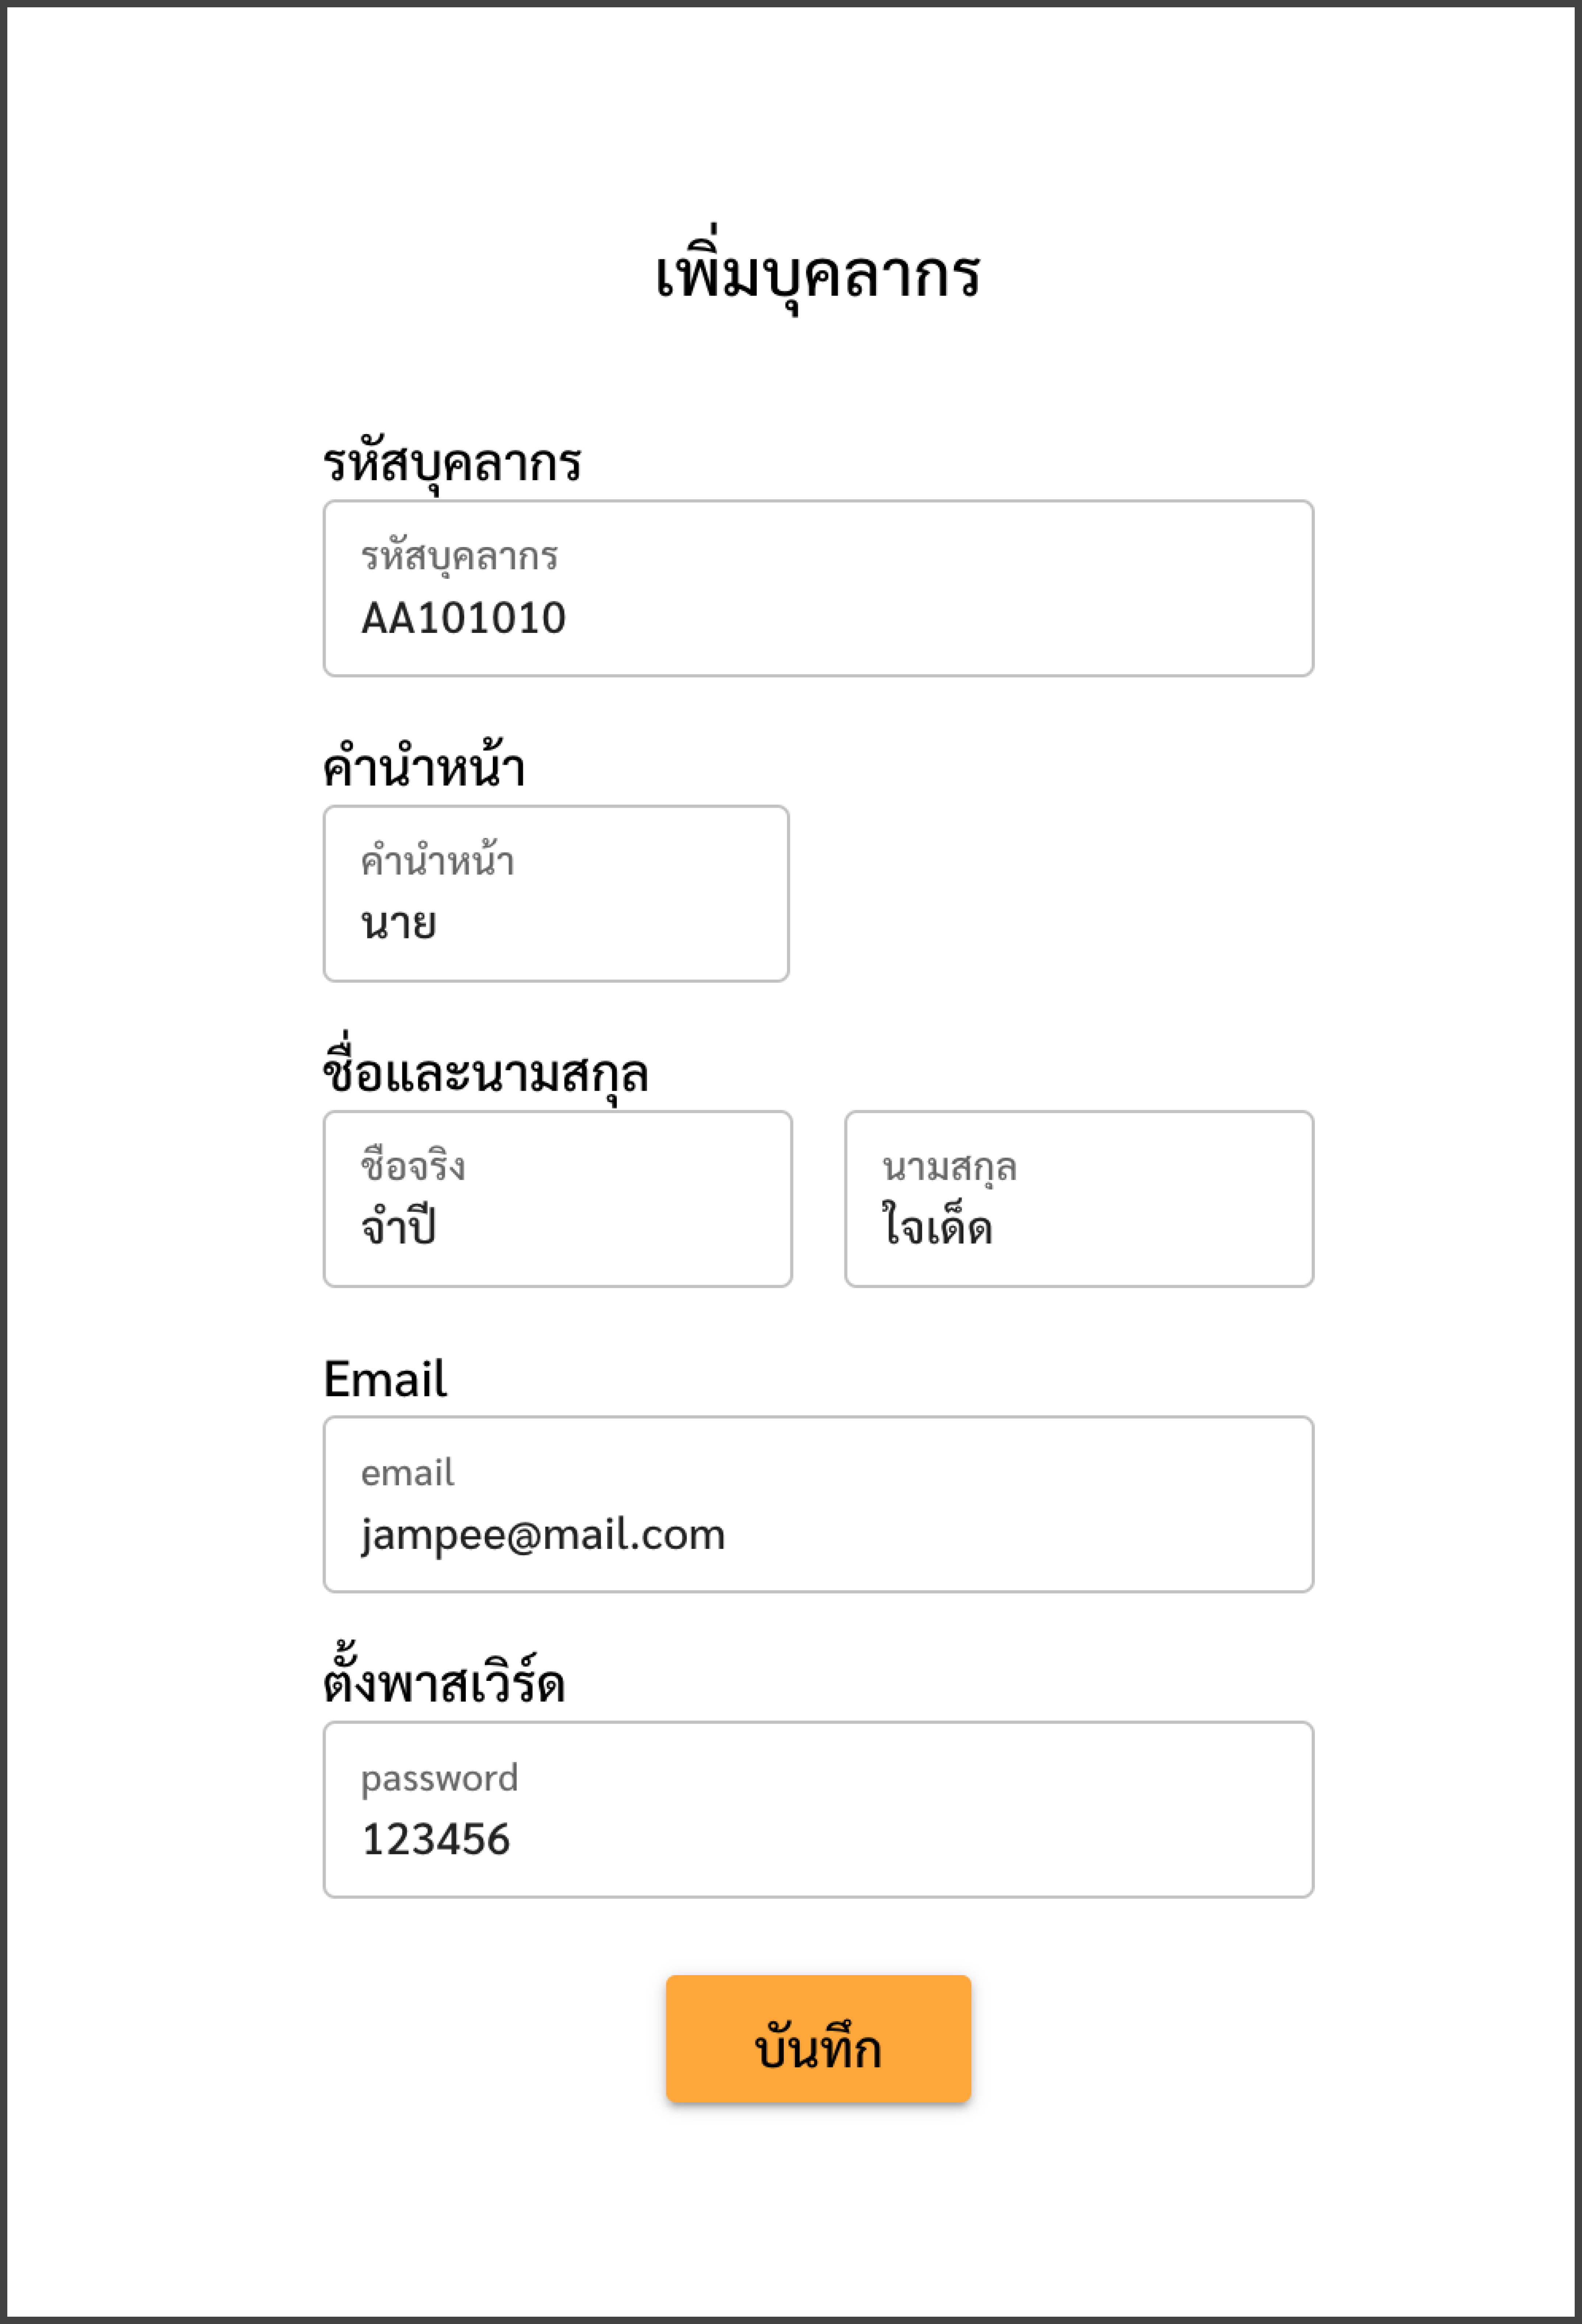 เพิ่มบุคลากร
รหัสบุคลากร
รหัสบุคลากร
AA101010
คำนำหน้า
คำนำหน้า
นาย
ชื่อและนามสกุล
ชือจริง
จำปี
นามสกุล
ใจเด็ด
Email
email
jampee@mail.com
ตั้งพาสเวิร์ด
password
123456
บันทึก